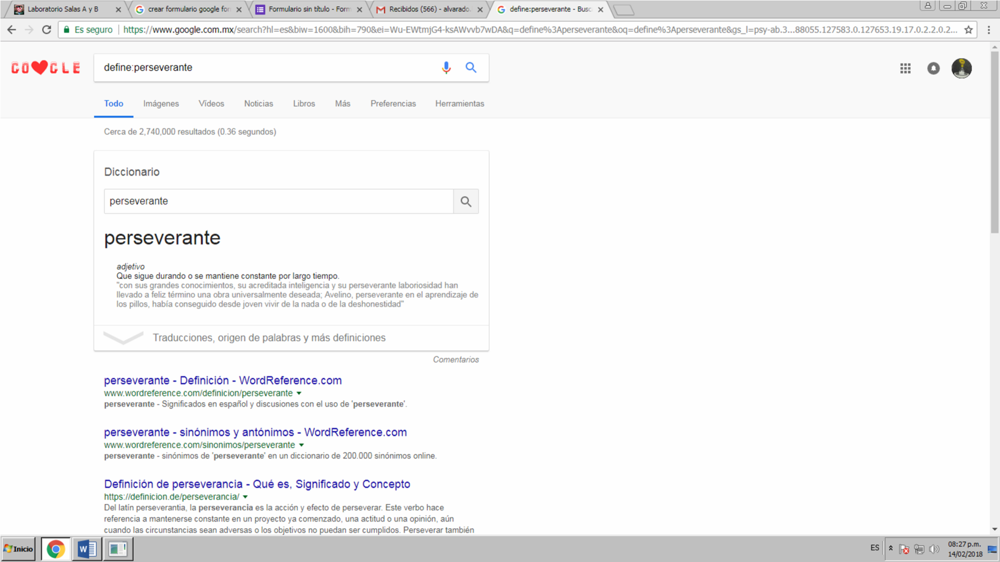 Laboratorio Salas A y B
crear formulario google for
Formulario sin título - Form
Recibidos (566) - alvarado.
define:perseverante - Busc
Es seguro
https://www.google.com.mx/search?hl=es&biw=1600&bih=790&ei=Wu-EWtmjG4-ksAWvvb7wDA&q=define%3Aperseverante&oq=define%3Aperseverante&gs_l=psy-ab.3...88055.127583.0.127653.19.17.0.2.2.0.2...
GO GLE
define:perseverante
Todo
Imágenes
Vídeos
Noticias
Libros
Más
Preferencias
Herramientas
Cerca de 2,740,000 resultados (0.36 segundos)
Diccionario
perseverante
perseverante
adjetivo
Que sigue durando o se mantiene constante por largo tiempo.
"con sus grandes conocimientos, su acreditada inteligencia y su perseverante laboriosidad han
llevado a feliz término una obra universalmente deseada; Avelino, perseverante en el aprendizaje de
los pillos, había conseguido desde joven vivir de la nada o de la deshonestidad"
Traducciones, origen de palabras y más definiciones
Comentarios
perseverante - Definición - WordReference.com
www.wordreference.com/definicion/perseverante
perseverante - Significados en español y discusiones con el uso de 'perseverante'.
perseverante - sinónimos y antónimos - WordReference.com
www.wordreference.com/sinonimos/perseverante
perseverante - sinónimos de 'perseverante' en un diccionario de 200.000 sinónimos online.
Definición de perseverancia - Qué es, Significado y Concepto
https://definicion.de/perseverancia/
Del latín perseverantia, la perseverancia es la acción y efecto de perseverar. Este verbo hace
referencia a mantenerse constante en un proyecto ya comenzado, una actitud o una opinión, aún
cuando las circunstancias sean adversas o los objetivos no puedan ser cumplidos. Perseverar también
Inicio
ES
08:27 p.m.
14/02/2018